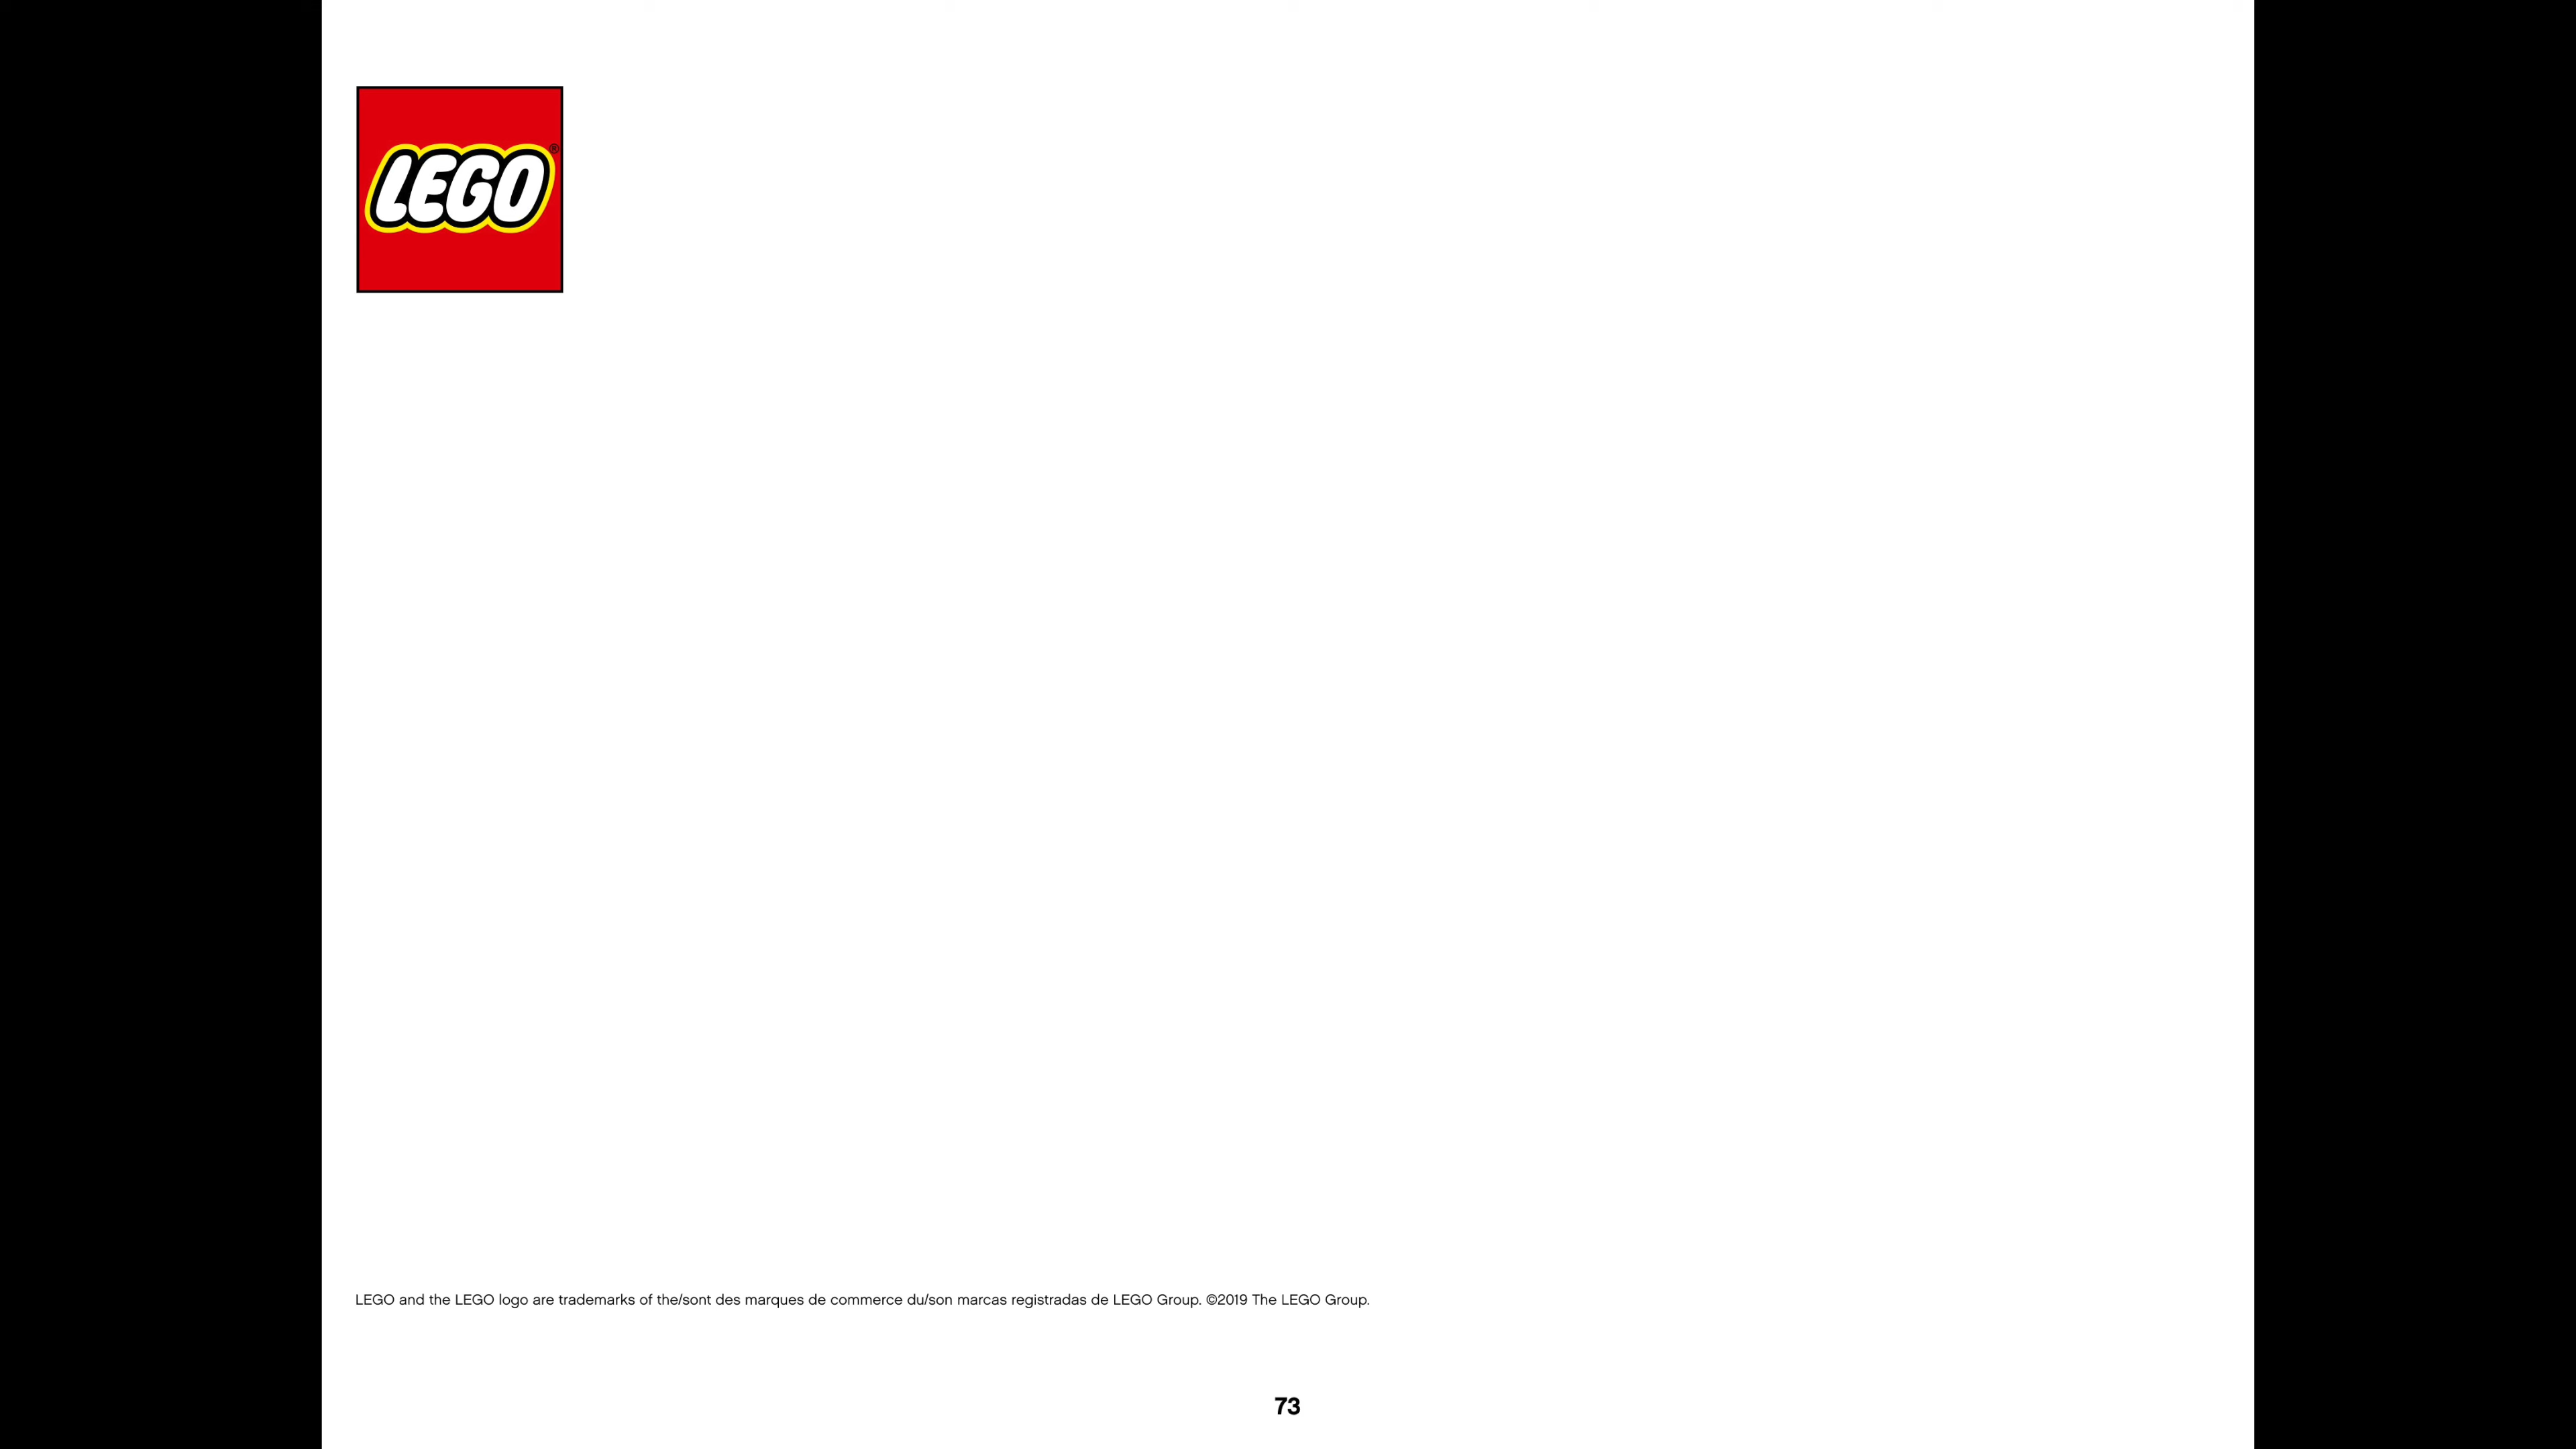 LEGO®
LEGO and the LEGO logo are trademarks of the/sont des marques de commerce du/son marcas registradas de LEGO Group. ©2019 The LEGO Group.
73